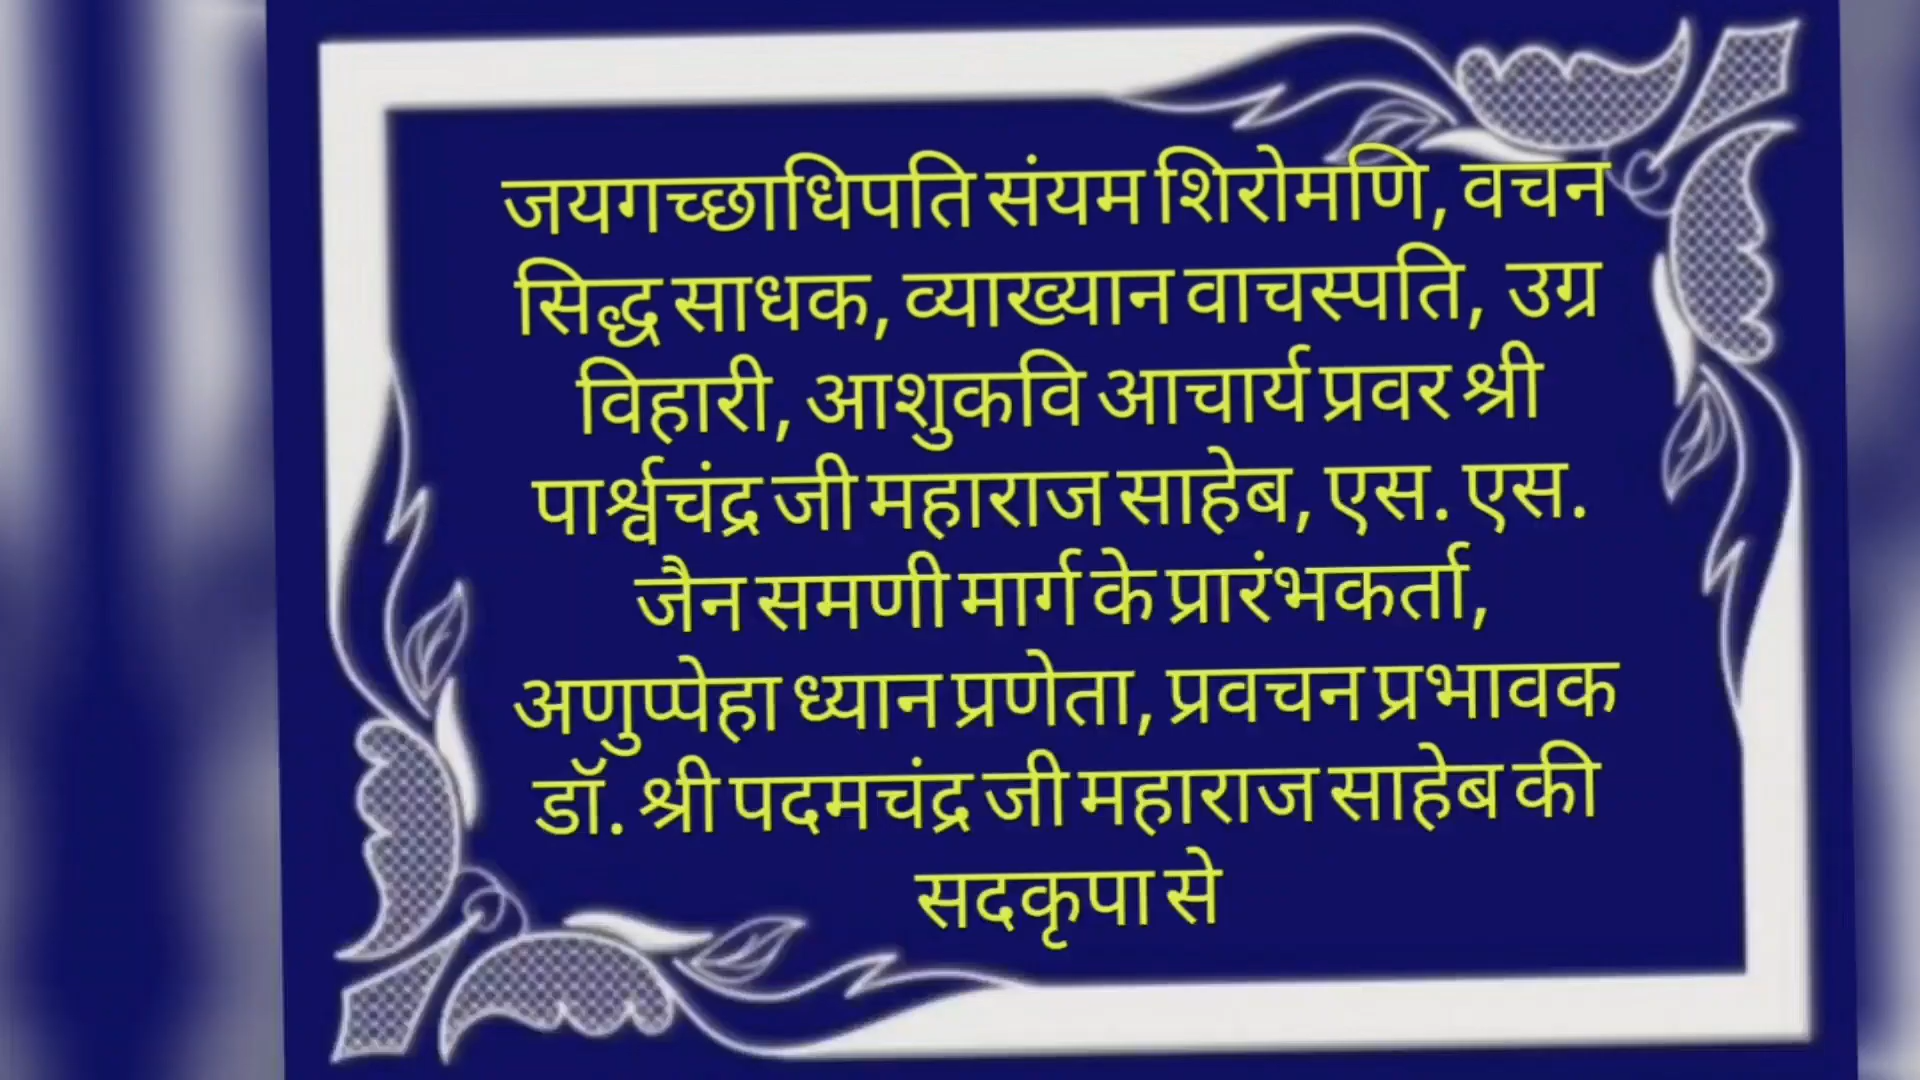 जयगच्छाधिपति संयम शिरोमणि, वचन
सिद्ध साधक, व्याख्यान वाचस्पति, उग्र
विहारी, आशुकवि आचार्य प्रवर श्री
पार्श्वचंद्र जी महाराज साहेब, एस. एस.
जैन समणी मार्ग के प्रारंभकर्ता,
अणुप्पेहा ध्यान प्रणेता, प्रवचन प्रभावक
डॉ. श्री पदमचंद्र जी महाराज साहेब की
सदकृपा से